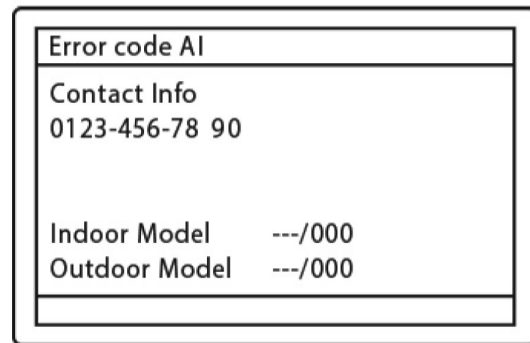 Error code AI
Contact Info
0123-456-78 90
Indoor Model ---/000
Outdoor Model ---/000